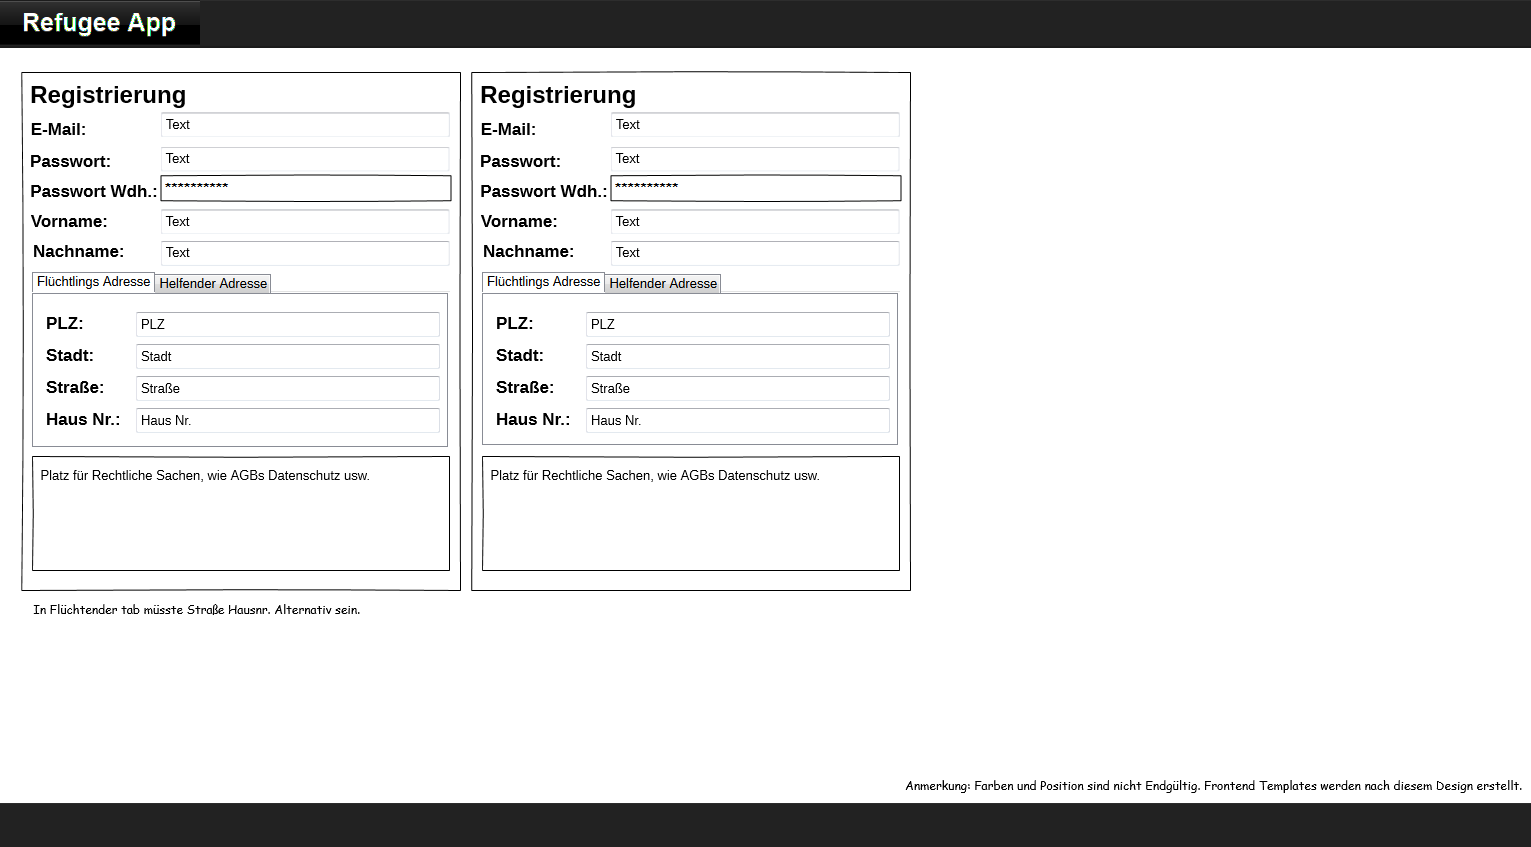 Refugee App
Registrierung
E-Mail: Text
Passwort: Text
Passwort Wdh.: **********
Vorname: Text
Nachname: Text
Flüchtlings Adresse Helfender Adresse
PLZ: PLZ
Stadt: Stadt
Straße: Straße
Haus Nr.: Haus Nr.
Platz für Rechtliche Sachen, wie AGBs Datenschutz usw.
In Flüchtender tab müsste Straße Hausnr. Alternativ sein.
Registrierung
E-Mail: Text
Passwort: Text
Passwort Wdh.: **********
Vorname: Text
Nachname: Text
Flüchtlings Adresse Helfender Adresse
PLZ: PLZ
Stadt: Stadt
Straße: Straße
Haus Nr.: Haus Nr.
Platz für Rechtliche Sachen, wie AGBs Datenschutz usw.
Anmerkung: Farben und Position sind nicht Endgültig. Frontend Templates werden nach diesem Design erstellt.